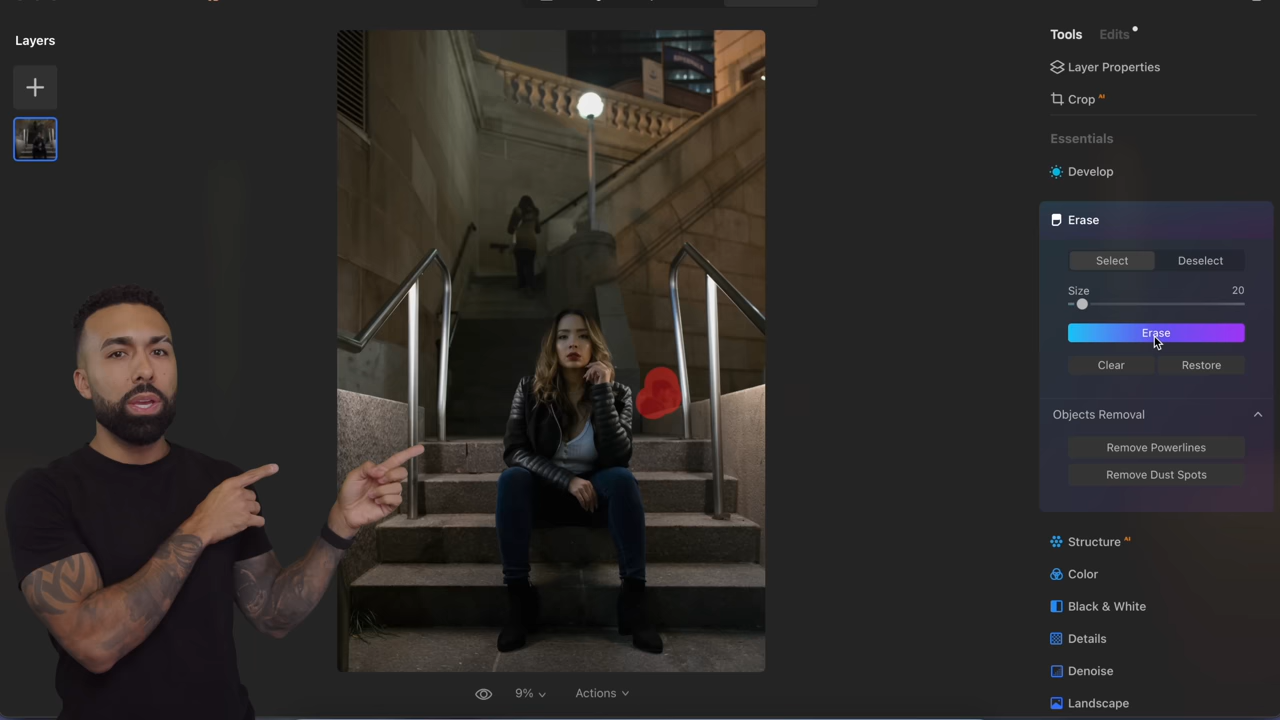 Layers
Tools Edits
Layer Properties
Crop AI
Essentials
Develop
Erase
Select Deselect
Size 20
Erase
Clear Restore
Objects Removal
Remove Powerlines
Remove Dust Spots
Structure AI
Color
Black & White
Details
Denoise
Landscape
9% Actions